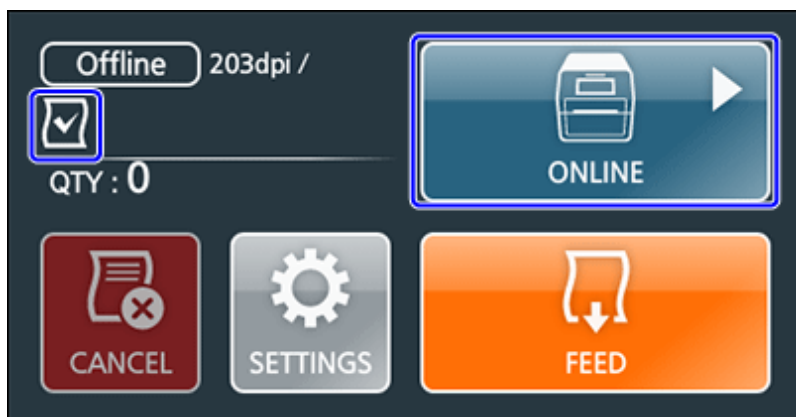 Offline 203dpi /
QTY : 0
ONLINE
CANCEL
SETTINGS
FEED